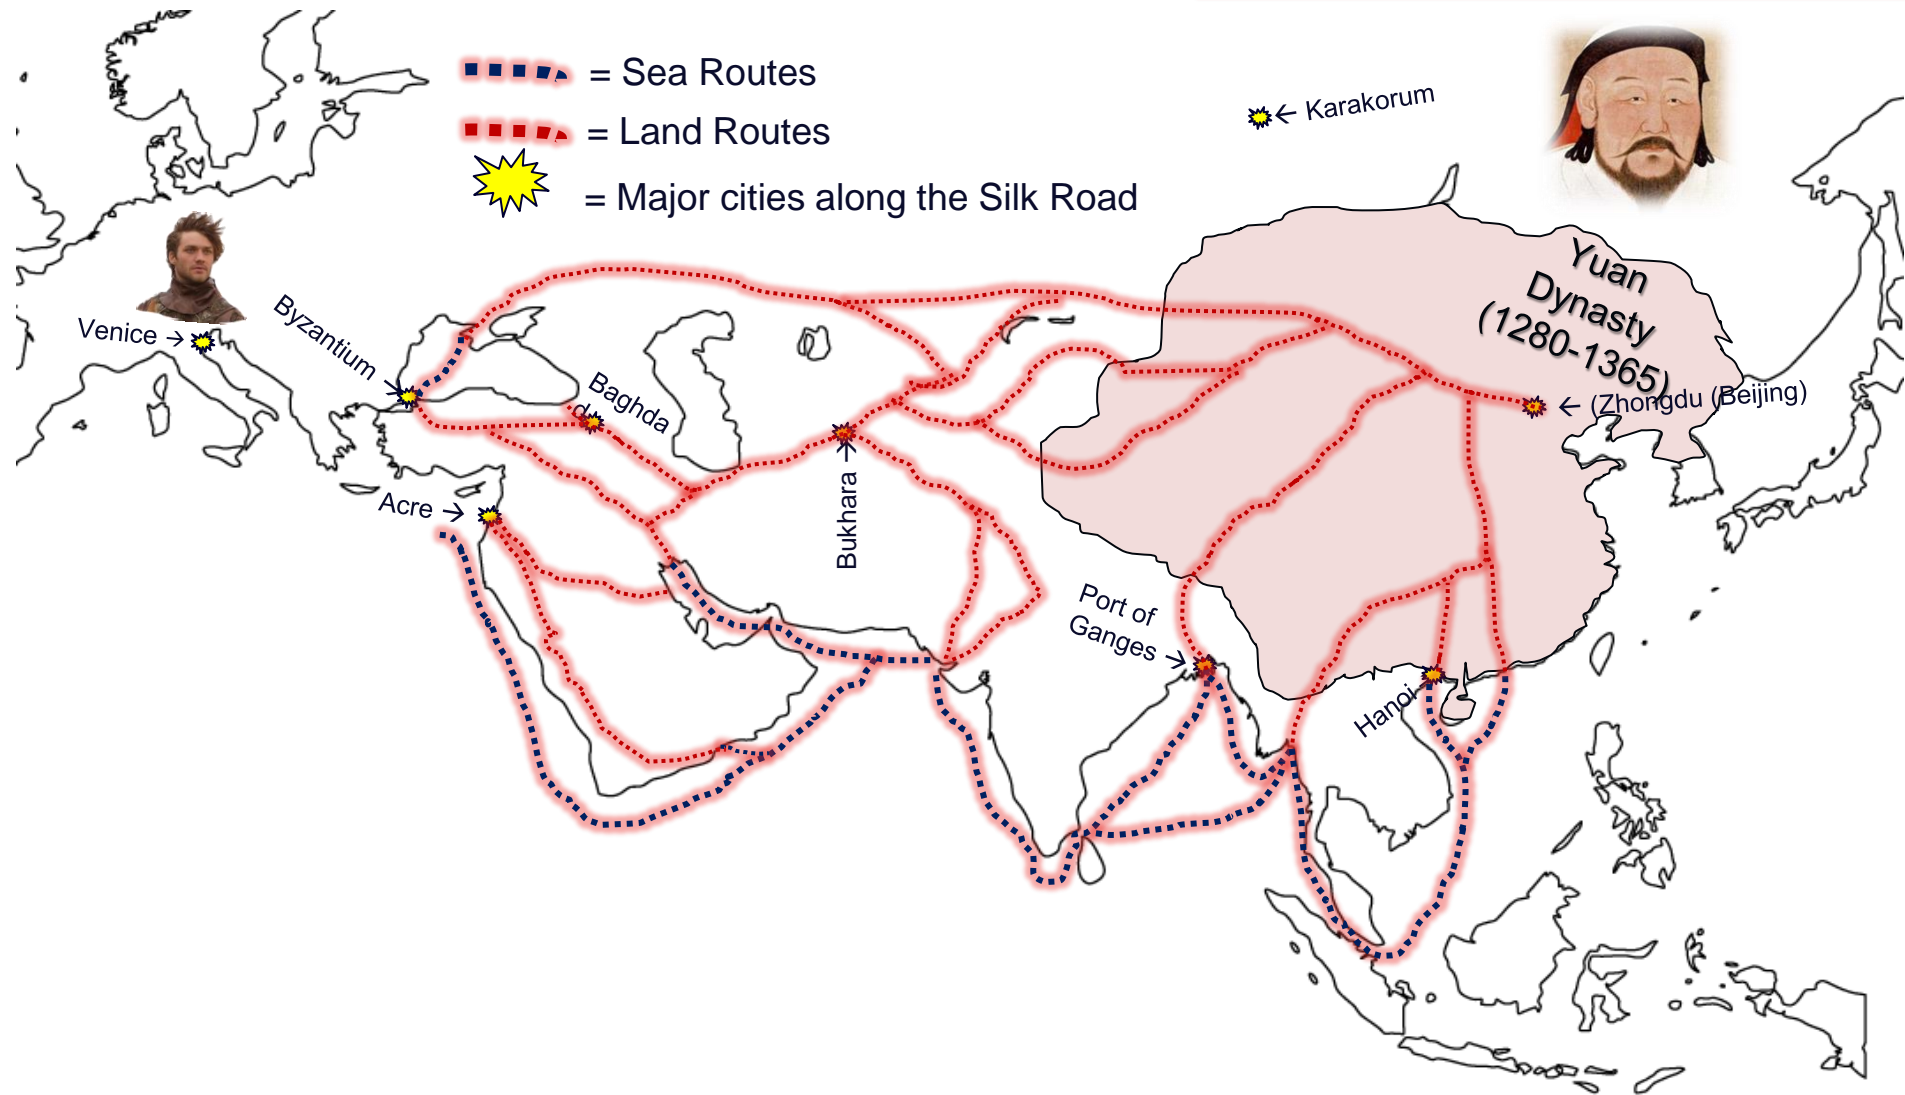 = Sea Routes
= Land Routes
= Major cities along the Silk Road
← Karakorum
Yuan
Dynasty
(1280-1365)
Venice →
Byzantium →
Baghda
d→
← (Zhongdu (Beijing)
Acre →
Bukhara →
Port of
Ganges →
Hanoi